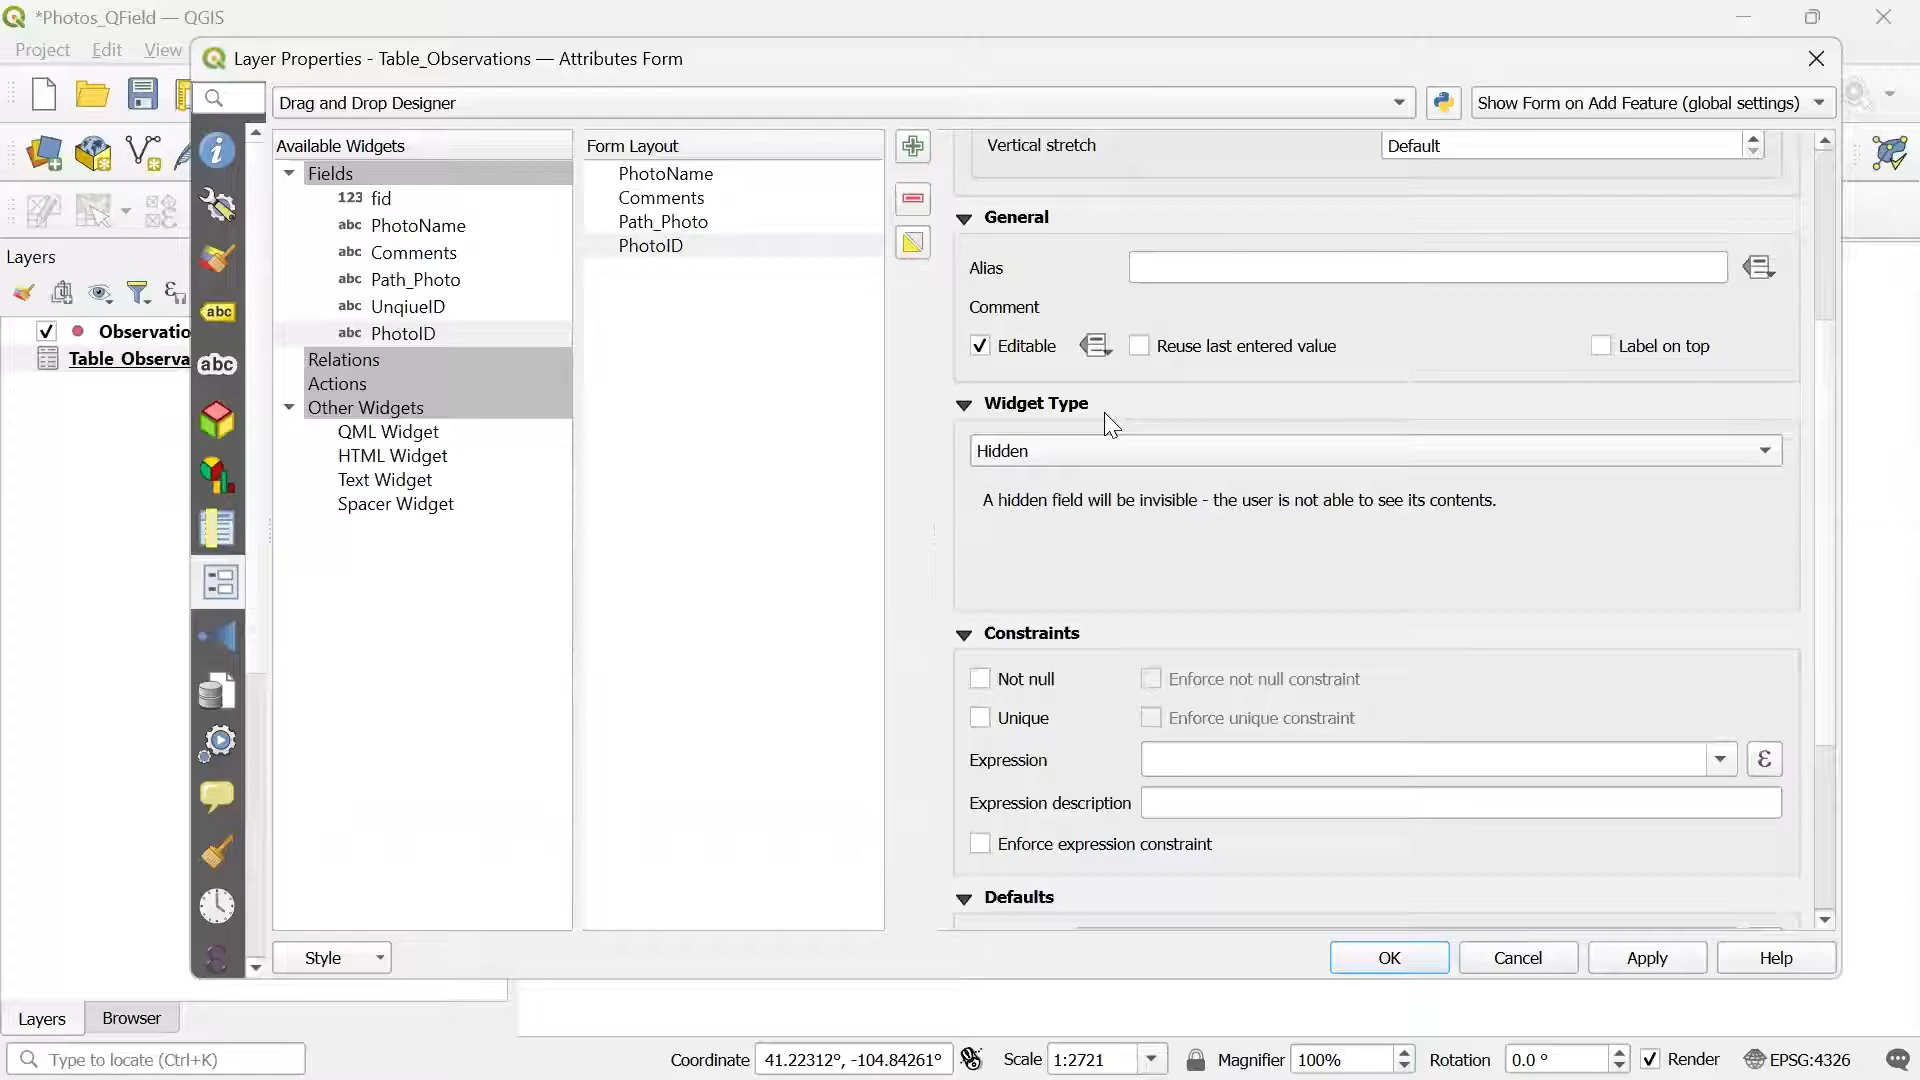 *Photos_QField — QGIS
Project Edit View
Layer Properties - Table_Observations — Attributes Form
Drag and Drop Designer
Show Form on Add Feature (global settings)
Available Widgets
Fields
123 fid
abc PhotoName
abc Comments
abc Path_Photo
abc UnqiueID
abc PhotoID
Relations
Actions
Other Widgets
QML Widget
HTML Widget
Text Widget
Spacer Widget
Form Layout
PhotoName
Comments
Path_Photo
PhotoID
Vertical stretch Default
General
Alias
Comment
Editable Reuse last entered value Label on top
Widget Type
Hidden
A hidden field will be invisible - the user is not able to see its contents.
Constraints
Not null Enforce not null constraint
Unique Enforce unique constraint
Expression ε
Expression description
Enforce expression constraint
Defaults
Layers
Observatio
Table_Observa
abc
abc
Style
OK Cancel Apply Help
Layers Browser
Type to locate (Ctrl+K)
Coordinate 41.22312°, -104.84261° Scale 1:2721 Magnifier 100% Rotation 0.0 ° Render EPSG:4326